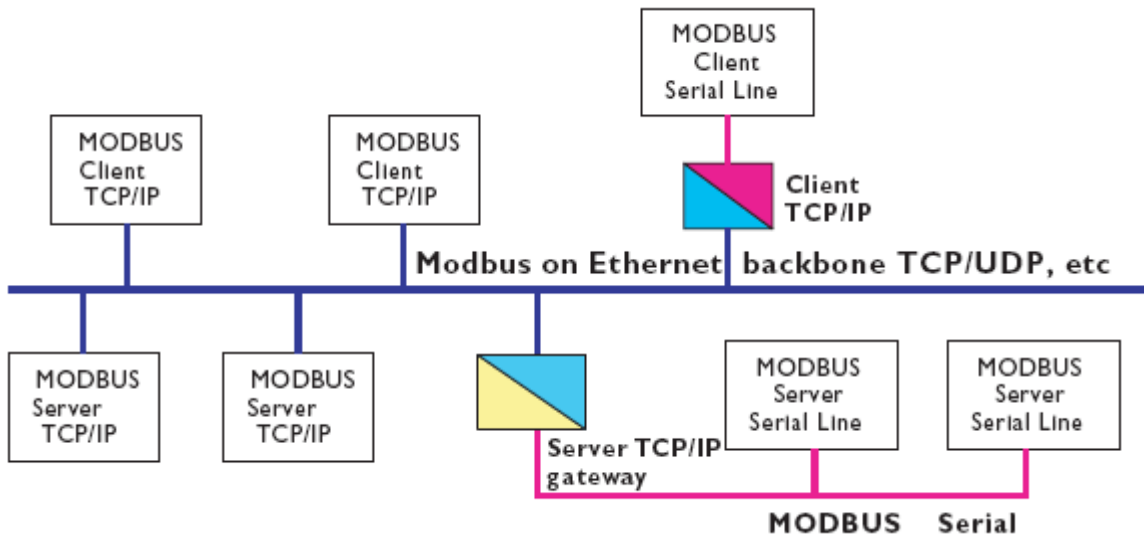 MODBUS
Client
Serial Line
MODBUS
Client
TCP/IP
MODBUS
Client
TCP/IP
Client
TCP/IP
Modbus on Ethernet backbone TCP/UDP, etc
MODBUS
Server
TCP/IP
MODBUS
Server
TCP/IP
Server TCP/IP
gateway
MODBUS
Server
Serial Line
MODBUS
Server
Serial Line
MODBUS Serial